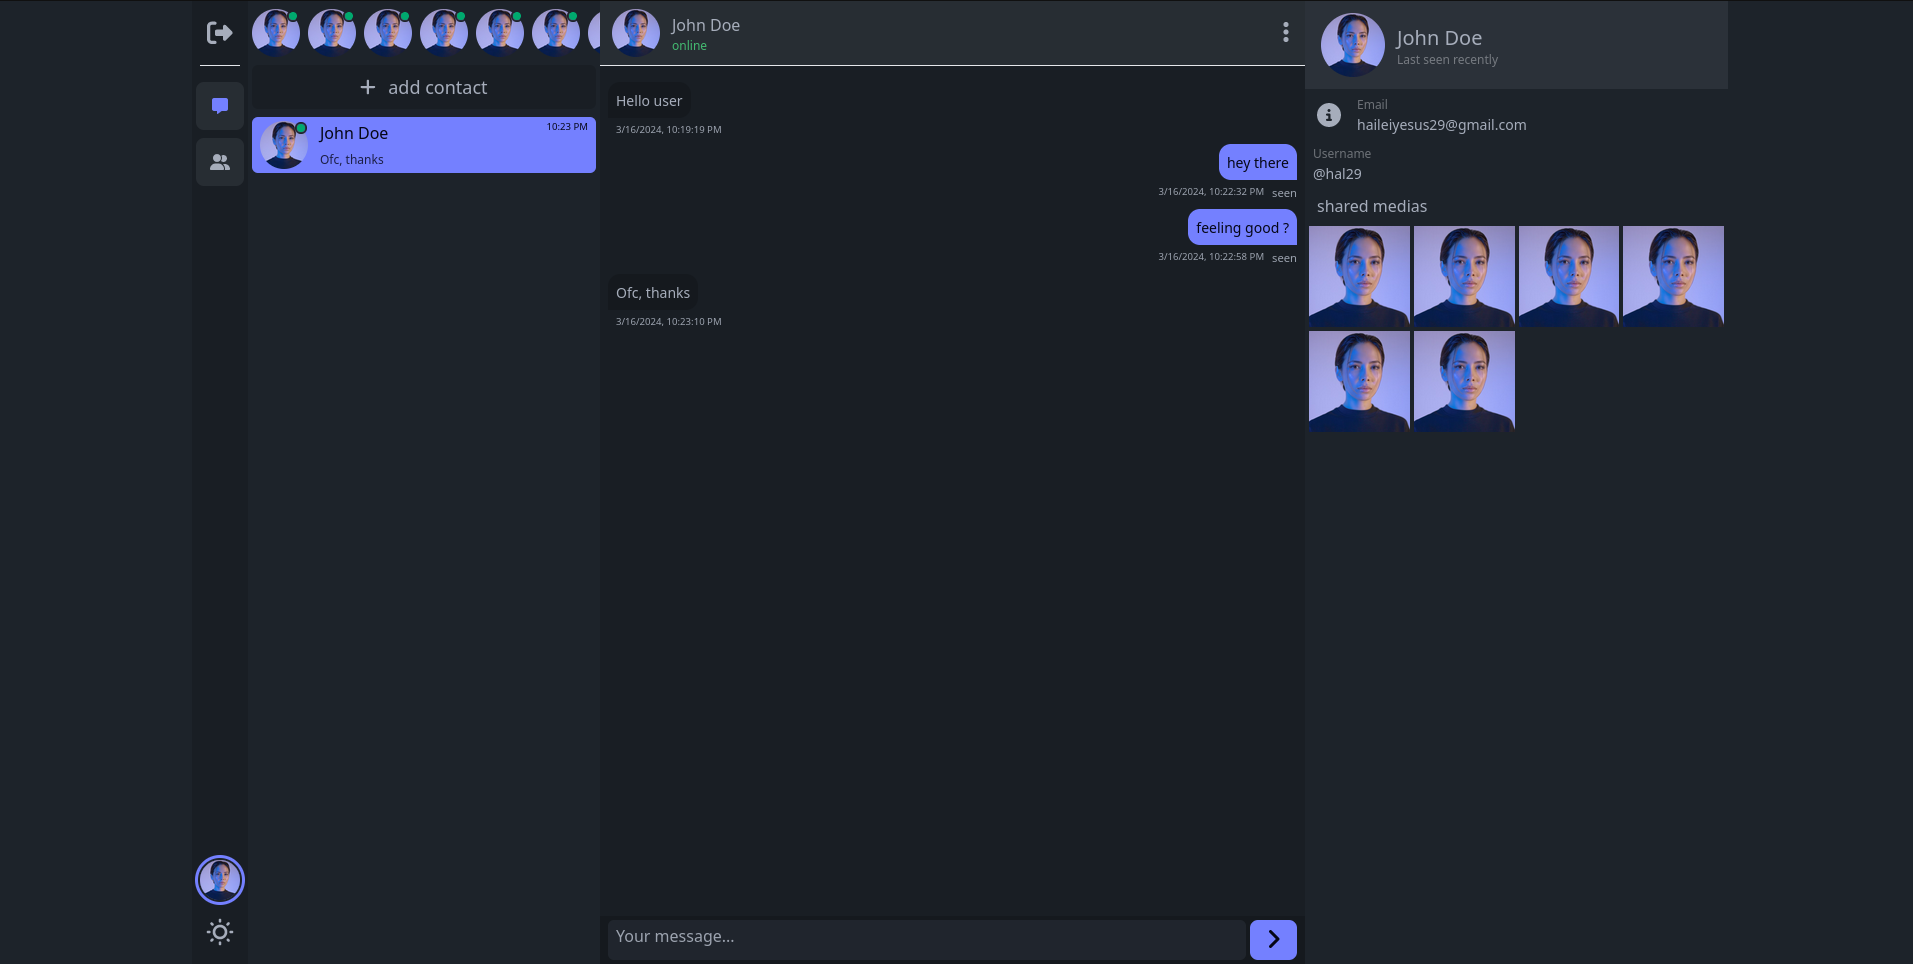 add contact
John Doe
10:23 PM
Ofc, thanks
John Doe
online
Hello user
3/16/2024, 10:19:19 PM
hey there
3/16/2024, 10:22:32 PM seen
feeling good ?
3/16/2024, 10:22:58 PM seen
Ofc, thanks
3/16/2024, 10:23:10 PM
Your message...
John Doe
Last seen recently
Email
haileiyesus29@gmail.com
Username
@hal29
shared medias